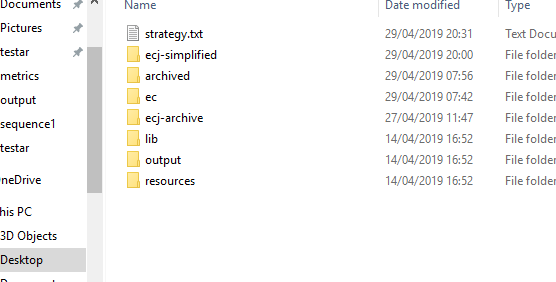 Documents
Pictures
testar
metrics
output
sequence1
testar
neDrive
his PC
3D Objects
Desktop
Name Date modified Type
strategy.txt 29/04/2019 20:31 Text Docu
ecj-simplified 29/04/2019 20:00 File folder
archived 29/04/2019 07:56 File folder
ec 29/04/2019 07:42 File folder
ecj-archive 27/04/2019 11:47 File folder
lib 14/04/2019 16:52 File folder
output 14/04/2019 16:52 File folder
resources 14/04/2019 16:52 File folder